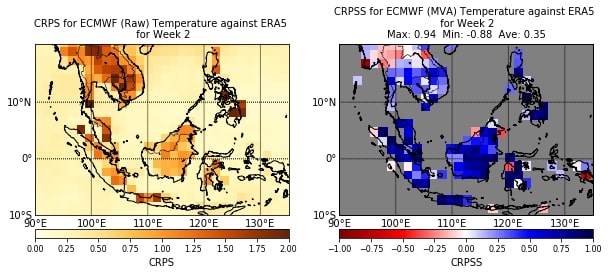 CRPS for ECMWF (Raw) Temperature against ERA5
for Week 2
10°N
0°
10°S
90°E 100°E 110°E 120°E 130°E
0.00 0.25 0.50 0.75 1.00 1.25 1.50 1.75 2.00
CRPS
CRPSS for ECMWF (MVA) Temperature against ERA5
for Week 2
Max: 0.94 Min: -0.88 Ave: 0.35
10°N
0°
10°S
90°E 100°E 110°E 120°E 130°E
−1.00 −0.75 −0.50 −0.25 0.00 0.25 0.50 0.75 1.00
CRPSS